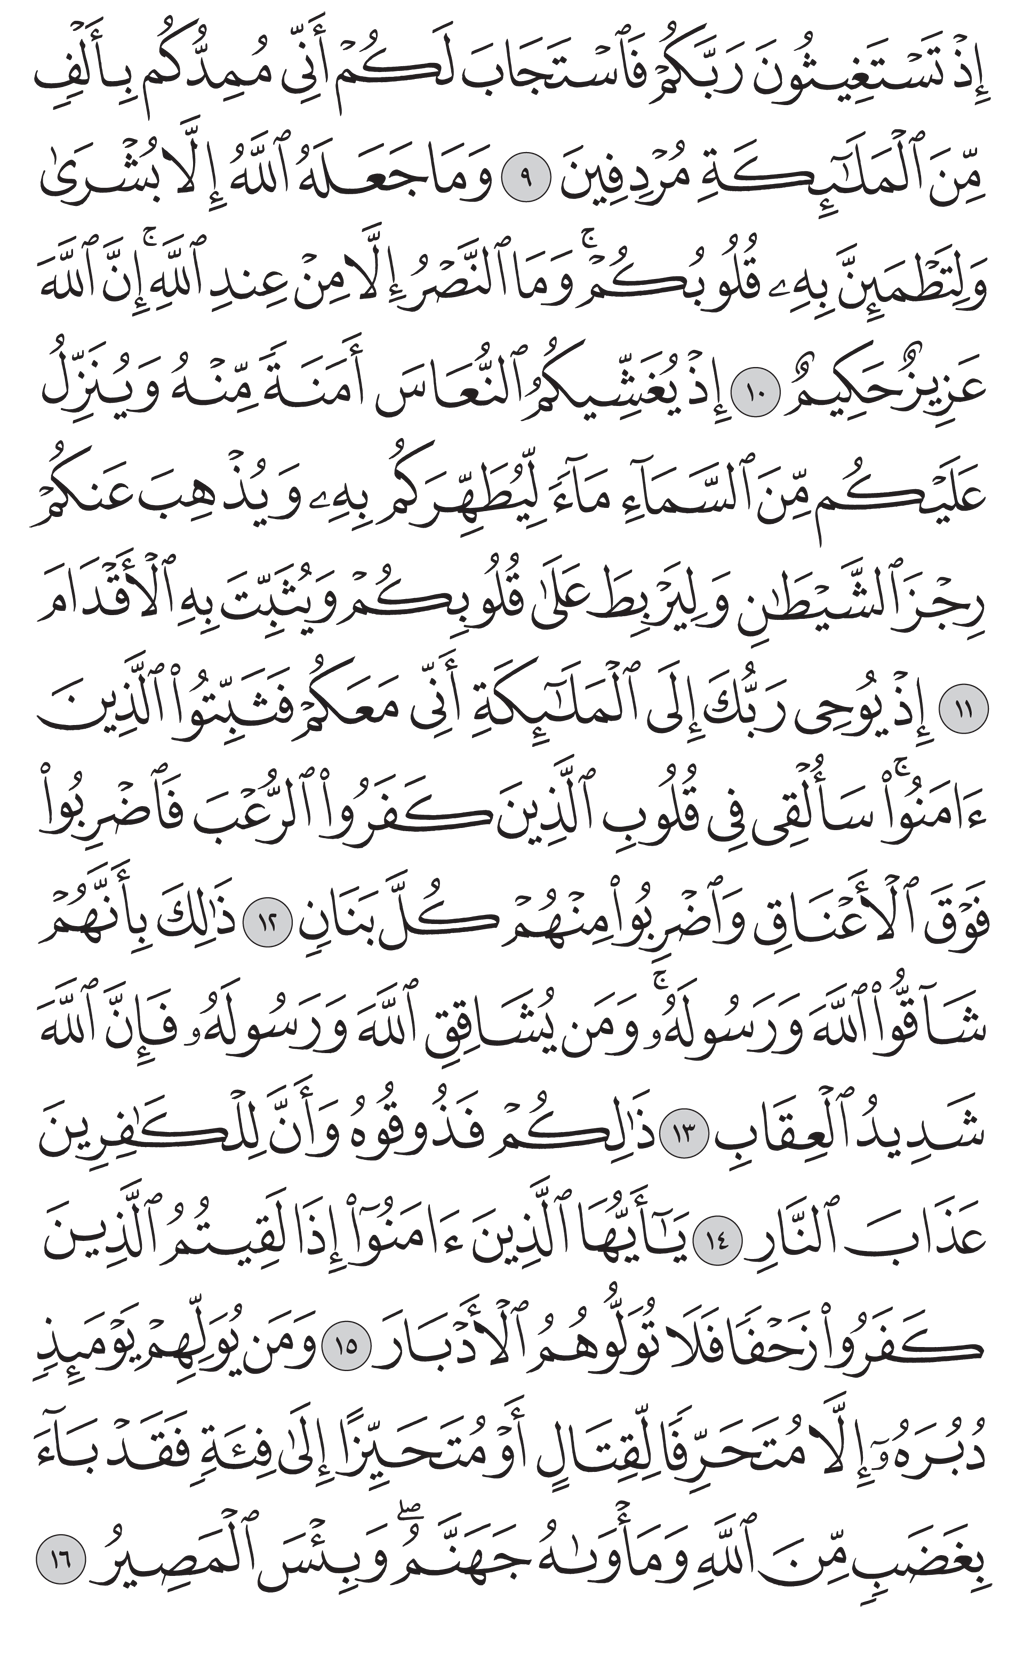 إِذۡ تَسۡتَغِيثُونَ رَبَّكُمۡ فَٱسۡتَجَابَ لَكُمۡ أَنِّي مُمِدُّكُم بِأَلۡفٖ
مِّنَ ٱلۡمَلَٰٓئِكَةِ مُرۡدِفِينَ ٩ وَمَا جَعَلَهُ ٱللَّهُ إِلَّا بُشۡرَىٰ
وَلِتَطۡمَئِنَّ بِهِۦ قُلُوبُكُمۡۚ وَمَا ٱلنَّصۡرُ إِلَّا مِنۡ عِندِ ٱللَّهِۚ إِنَّ ٱللَّهَ
عَزِيزٌ حَكِيمٌ ١٠ إِذۡ يُغَشِّيكُمُ ٱلنُّعَاسَ أَمَنَةٗ مِّنۡهُ وَيُنَزِّلُ
عَلَيۡكُم مِّنَ ٱلسَّمَآءِ مَآءٗ لِّيُطَهِّرَكُم بِهِۦ وَيُذۡهِبَ عَنكُمۡ
رِجۡزَ ٱلشَّيۡطَٰنِ وَلِيَرۡبِطَ عَلَىٰ قُلُوبِكُمۡ وَيُثَبِّتَ بِهِ ٱلۡأَقۡدَامَ
١١ إِذۡ يُوحِي رَبُّكَ إِلَى ٱلۡمَلَٰٓئِكَةِ أَنِّي مَعَكُمۡ فَثَبِّتُواْ ٱلَّذِينَ
ءَامَنُواْۚ سَأُلۡقِي فِي قُلُوبِ ٱلَّذِينَ كَفَرُواْ ٱلرُّعۡبَ فَٱضۡرِبُواْ
فَوۡقَ ٱلۡأَعۡنَاقِ وَٱضۡرِبُواْ مِنۡهُمۡ كُلَّ بَنَانٖ ١٢ ذَٰلِكَ بِأَنَّهُمۡ
شَآقُّواْ ٱللَّهَ وَرَسُولَهُۥۚ وَمَن يُشَاقِقِ ٱللَّهَ وَرَسُولَهُۥ فَإِنَّ ٱللَّهَ
شَدِيدُ ٱلۡعِقَابِ ١٣ ذَٰلِكُمۡ فَذُوقُوهُ وَأَنَّ لِلۡكَٰفِرِينَ
عَذَابَ ٱلنَّارِ ١٤ يَٰٓأَيُّهَا ٱلَّذِينَ ءَامَنُوٓاْ إِذَا لَقِيتُمُ ٱلَّذِينَ
كَفَرُواْ زَحۡفٗا فَلَا تُوَلُّوهُمُ ٱلۡأَدۡبَارَ ١٥ وَمَن يُوَلِّهِمۡ يَوۡمَئِذٖ
دُبُرَهُۥٓ إِلَّا مُتَحَرِّفٗا لِّقِتَالٍ أَوۡ مُتَحَيِّزًا إِلَىٰ فِئَةٖ فَقَدۡ بَآءَ
بِغَضَبٖ مِّنَ ٱللَّهِ وَمَأۡوَىٰهُ جَهَنَّمُۖ وَبِئۡسَ ٱلۡمَصِيرُ ١٦